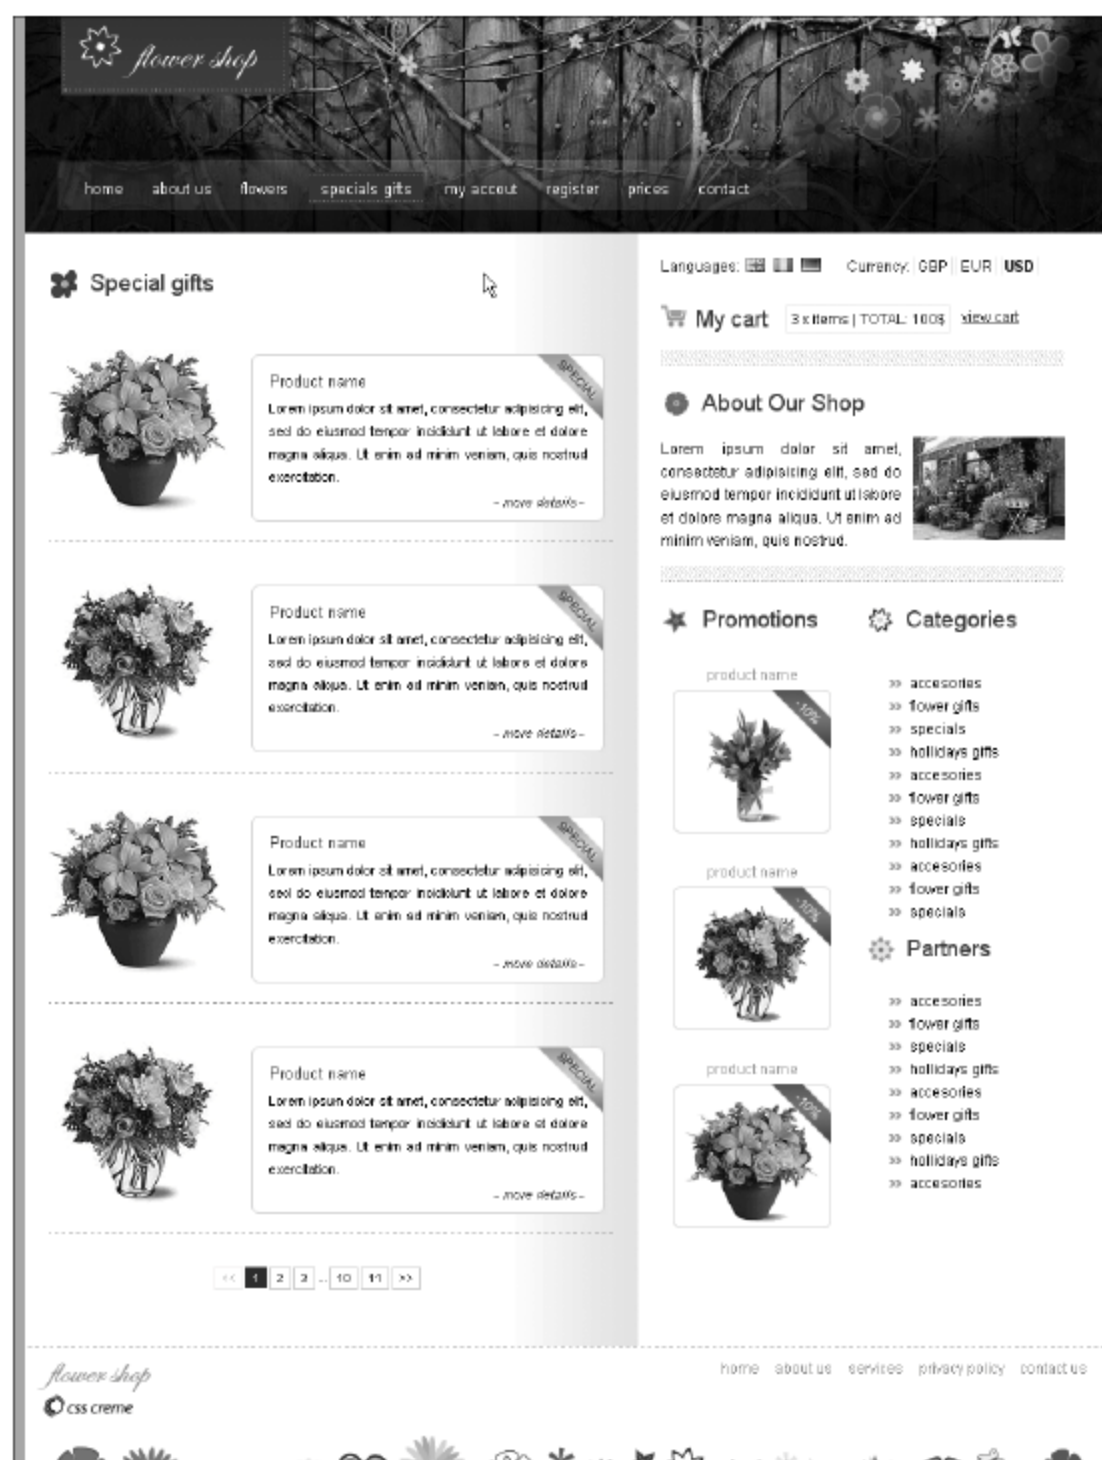 flower shop
home about us flowers specials gifts my accout register prices contact
Special gifts
SPECIAL
Product name
Lorem ipsum dolor sit amet, consectetur adipisicing elit,
sed do eiusmod tempor incididunt ut labore et dolore
magna aliqua. Ut enim ad minim veniam, quis nostrud
exercitation.
- more details -
SPECIAL
Product name
Lorem ipsum dolor sit amet, consectetur adipisicing elit,
sed do eiusmod tempor incididunt ut labore et dolore
magna aliqua. Ut enim ad minim veniam, quis nostrud
exercitation.
- more details -
SPECIAL
Product name
Lorem ipsum dolor sit amet, consectetur adipisicing elit,
sed do eiusmod tempor incididunt ut labore et dolore
magna aliqua. Ut enim ad minim veniam, quis nostrud
exercitation.
- more details -
SPECIAL
Product name
Lorem ipsum dolor sit amet, consectetur adipisicing elit,
sed do eiusmod tempor incididunt ut labore et dolore
magna aliqua. Ut enim ad minim veniam, quis nostrud
exercitation.
- more details -
<< 1 2 3 ... 10 11 >>
Languages: Currency: GBP EUR USD
My cart 3 x items | TOTAL: 100$ view cart
About Our Shop
Lorem ipsum dolor sit amet,
consectetur adipisicing elit, sed do
eiusmod tempor incididunt ut labore
et dolore magna aliqua. Ut enim ad
minim veniam, quis nostrud.
Promotions
product name
-10%
product name
-10%
product name
-10%
Categories
>> accesories
>> flower gifts
>> specials
>> hollidays gifts
>> accesories
>> flower gifts
>> specials
>> hollidays gifts
>> accesories
>> flower gifts
>> specials
Partners
>> accesories
>> flower gifts
>> specials
>> hollidays gifts
>> accesories
>> flower gifts
>> specials
>> hollidays gifts
>> accesories
flower shop
css creme
home about us services privacy policy contact us